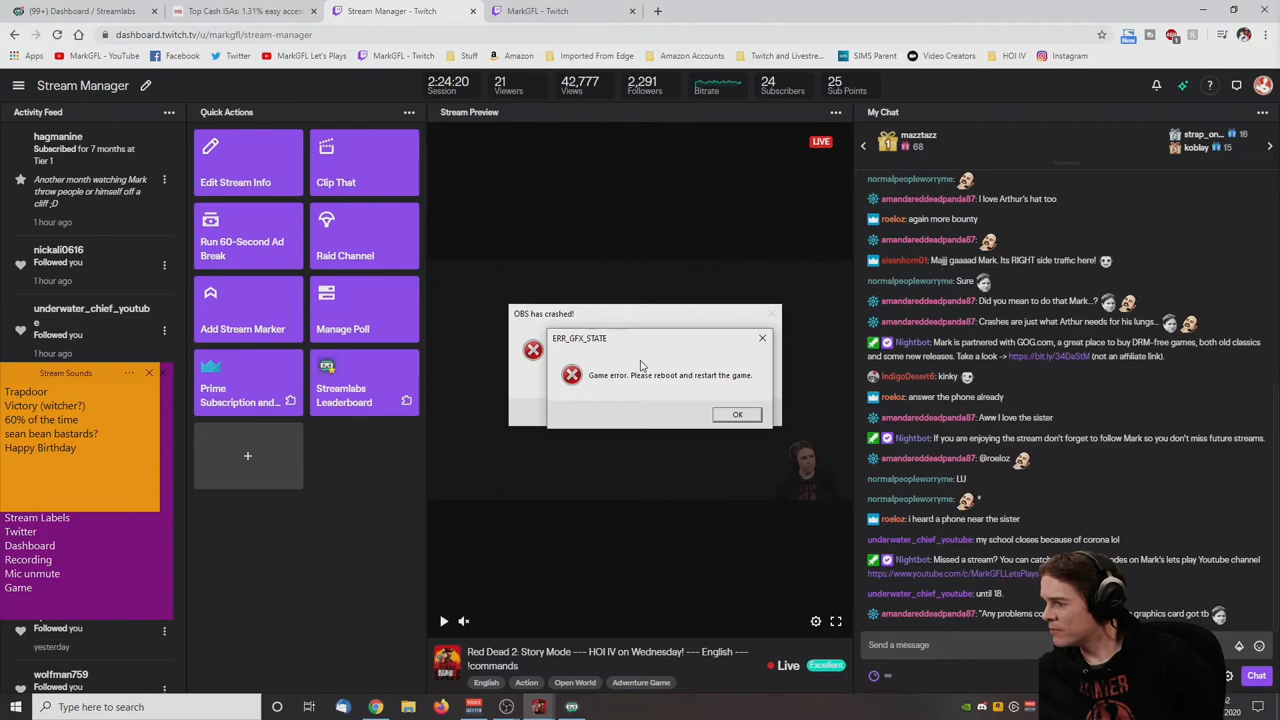 (99+) Dashboard / Streamlabs
Top Cash ISAs: 1.31% easy access
Stream Manager - Twitch
MarkGFL - Twitch
dashboard.twitch.tv/u/markgfl/stream-manager
Apps
MarkGFL - YouTube
Facebook
Twitter
MarkGFL Let's Plays
MarkGFL
Stuff
Amazon
Imported From Edge
Amazon Accounts
Twitch and Livestre...
SIMS Parent
Video Creators
HOI IV
Instagram
Stream Manager
2:24:20
Session
21
Viewers
42,777
Views
2,291
Followers
Bitrate
24
Subscribers
25
Sub Points
Activity Feed
hagmanine
Subscribed for 7 months at
Tier 1
Another month watching Mark
throw people or himself off a
cliff ;D
1 hour ago
nickali0616
Followed you
1 hour ago
underwater_chief_youtub
e
Followed you
1 hour ago
Stream Sounds
Trapdoor
Victory (witcher?)
60% of the time
sean bean bastards?
Happy Birthday
Stream Labels
Twitter
Dashboard
Recording
Mic unmute
Game
Followed you
yesterday
wolfman759
Followed you
Quick Actions
Edit Stream Info
Clip That
Run 60-Second Ad
Break
Raid Channel
Add Stream Marker
Manage Poll
Prime
Subscription and...
Streamlabs
Leaderboard
Stream Preview
LIVE
OBS has crashed!
ERR_GFX_STATE
Game error. Please reboot and restart the game.
OK
Red Dead 2: Story Mode --- HOI IV on Wednesday! --- English ---
!commands
Live
Excellent
English
Action
Open World
Adventure Game
My Chat
1
mazztazz
68
strap_on...
16
koblay
15
normalpeopleworryme:
amandareddeadpanda87: I love Arthur's hat too
roeloz: again more bounty
amandareddeadpanda87:
eisenhorn01: Majj gaaaad Mark. Its RIGHT side traffic here!
normalpeopleworryme: Sure
amandareddeadpanda87: Did you mean to do that Mark...?
amandareddeadpanda87: Crashes are just what Arthur needs for his lungs...
Nightbot: Mark is partnered with GOG.com, a great place to buy DRM-free games, both old classics
and some new releases. Take a look -> https://bit.ly/34DaStM (not an affiliate link).
IndigoDesert6: kinky
roeloz: answer the phone already
amandareddeadpanda87: Aww I love the sister
Nightbot: If you are enjoying the stream don't forget to follow Mark so you don't miss future streams.
amandareddeadpanda87: @roeloz
normalpeopleworryme: LU
normalpeopleworryme: *
roeloz: i heard a phone near the sister
underwater_chief_youtube: my school closes because of corona lol
Nightbot: Missed a stream? You can catch
odes on Mark's lets play Youtube channel
https://www.youtube.com/c/MarkGFLLetsPlays
underwater_chief_youtube: until 18.
amandareddeadpanda87: "Any problems co
e graphics card got tb
Send a message
Chat
Type here to search
2020